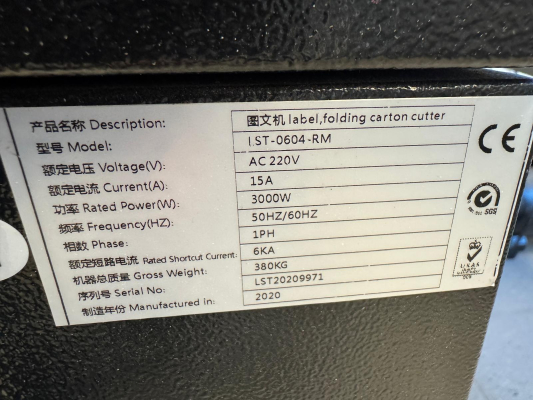 产品名称 Description: 图文机 label,folding carton cutter
型号 Model: LST-0604-RM
额定电压 Voltage(V): AC 220V
额定电流 Current(A): 15A
功率 Rated Power(W): 3000W
频率 Frequency(HZ): 50HZ/60HZ
相数 Phase: 1PH
额定短路电流 Rated Shortcut Current: 6KA
机器总质量 Gross Weight: 380KG
序列号 Serial No: LST20209971
制造年份 Manufactured In: 2020
CE
SGS
UKAS